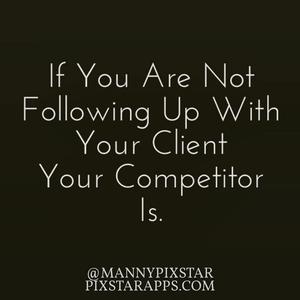 If You Are Not
Following Up With
Your Client
Your Competitor
Is.
@MANNYPIXSTAR
PIXSTARAPPS.COM